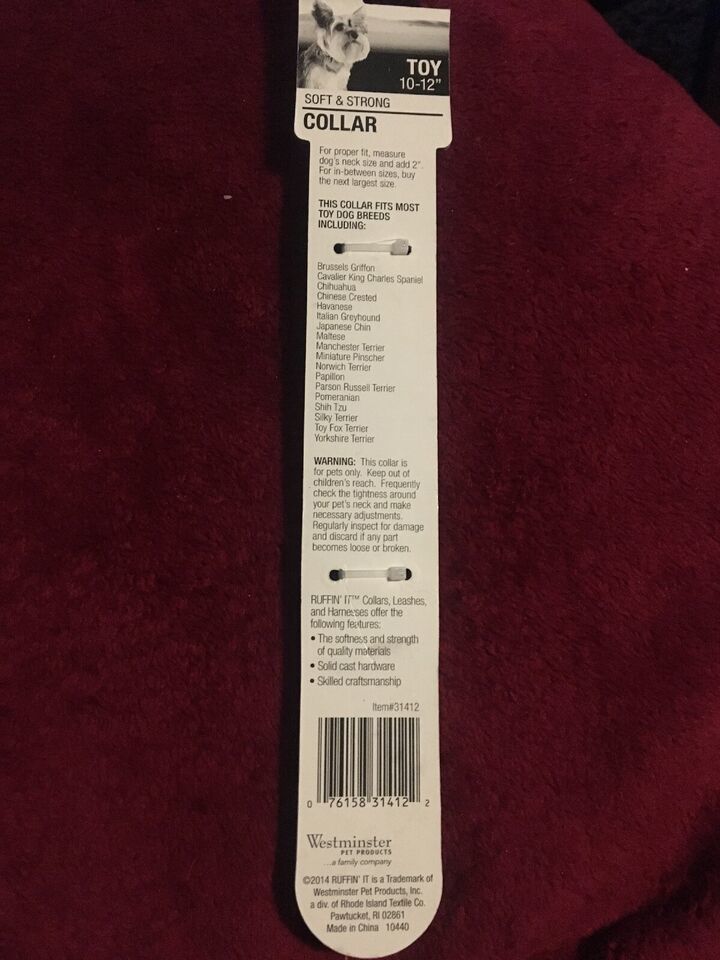 TOY
10-12"
SOFT & STRONG
COLLAR
For proper fit, measure
dog's neck size and add 2".
For in-between sizes, buy
the next largest size.
THIS COLLAR FITS MOST
TOY DOG BREEDS
INCLUDING:
Brussels Griffon
Cavalier King Charles Spaniel
Chihuahua
Chinese Crested
Havanese
Italian Greyhound
Japanese Chin
Maltese
Manchester Terrier
Miniature Pinscher
Norwich Terrier
Papillon
Parson Russell Terrier
Pomeranian
Shih Tzu
Silky Terrier
Toy Fox Terrier
Yorkshire Terrier
WARNING: This collar is
for pets only. Keep out of
children's reach. Frequently
check the tightness around
your pet's neck and make
necessary adjustments.
Regularly inspect for damage
and discard if any part
becomes loose or broken.
RUFFIN' IT™ Collars, Leashes,
and Harnesses offer the
following features:
• The softness and strength
of quality materials
• Solid cast hardware
• Skilled craftsmanship
Item#31412
0 76158 31412 2
Westminster
PET PRODUCTS
...a family company
©2014 RUFFIN' IT is a Trademark of
Westminster Pet Products, Inc.
a div. of Rhode Island Textile Co.
Pawtucket, RI 02861
Made in China 10440